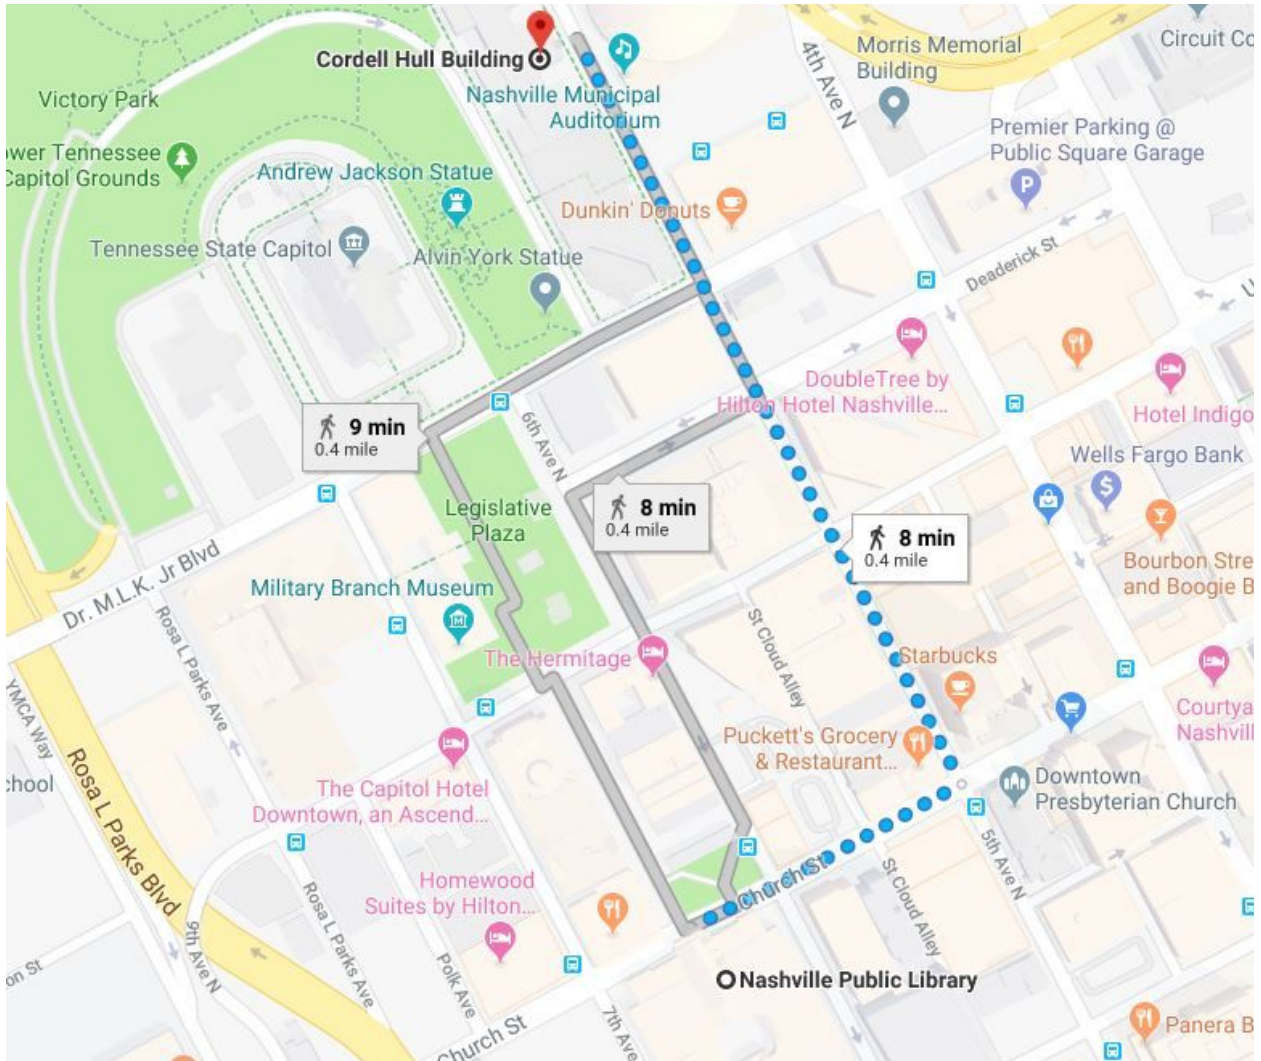 Cordell Hull Building
Nashville Municipal
Auditorium
4th Ave N
Morris Memorial
Building
Circuit Co
Victory Park
ower Tennessee
Capitol Grounds
Andrew Jackson Statue
Premier Parking @
Public Square Garage
P
Dunkin' Donuts
Tennessee State Capitol
Alvin York Statue
Deaderick St
U
DoubleTree by
Hilton Hotel Nashville...
Hotel Indigo
9 min
0.4 mile
6th Ave N
Wells Fargo Bank
$
Legislative
Plaza
8 min
0.4 mile
8 min
0.4 mile
Bourbon Stre
and Boogie B
Dr. M.L.K. Jr Blvd
Military Branch Museum
M
Rosa L Parks Ave
St Cloud Alley
The Hermitage
Starbucks
YMCA Way
Courtya
Nashvill
Puckett's Grocery
& Restaurant...
Rosa L Parks Blvd
chool
The Capitol Hotel
Downtown, an Ascend...
Downtown
Presbyterian Church
5th Ave N
Church St
St Cloud Alley
Homewood
Suites by Hilton...
Rosa L Parks Ave
9th Ave N
Polk Ave
on St
Nashville Public Library
7th Ave
Church St
Panera B